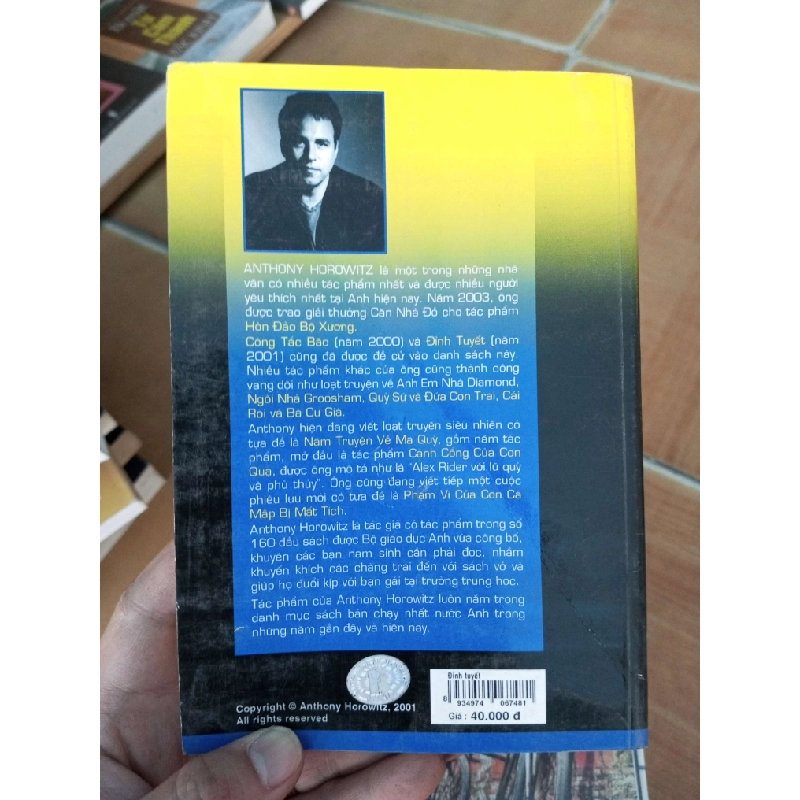 ANTHONY HOROWITZ là một trong những nhà
văn có nhiều tác phẩm nhất và được nhiều người
yêu thích nhất tại Anh hiện nay. Năm 2003, ông
được trao giải thưởng Căn Nhà Đỏ cho tác phẩm
Hòn Đảo Bộ Xương.
Công Tắc Bão (năm 2000) và Đỉnh Tuyết (năm
2001) cũng đã được đề cử vào danh sách này.
Nhiều tác phẩm khác của ông cũng thành công
vang dội như loạt truyện về Anh Em Nhà Diamond,
Ngôi Nhà Groosham, Quỷ Sứ và Đứa Con Trai, Cái
Roi và Bà Cụ Già.
Anthony hiện đang viết loạt truyện siêu nhiên có
tựa đề là Năm Truyện Về Ma Quỷ, gồm năm tác
phẩm, mở đầu là tác phẩm Cánh Cổng Của Con
Quạ, được ông mô tả như là "Alex Rider với lũ quỷ
và phù thủy". Ông cũng đang viết tiếp một cuộc
phiêu lưu mới có tựa đề là Phạm Vi Của Con Cá
Mập Bị Mất Tích.
Anthony Horowitz là tác giả có tác phẩm trong số
160 đầu sách được Bộ giáo dục Anh vừa công bố,
khuyên các bạn nam sinh cần phải đọc, nhằm
khuyến khích các chàng trai đến với sách vở và
giúp họ đuổi kịp với bạn gái tại trường trung học.
Tác phẩm của Anthony Horowitz luôn nằm trong
danh mục sách bán chạy nhất nước Anh trong
những năm gần đây và hiện nay.
Copyright © Anthony Horowitz, 2001
All rights reserved
Đỉnh tuyết
8 934974 067481
Giá : 40.000 đ